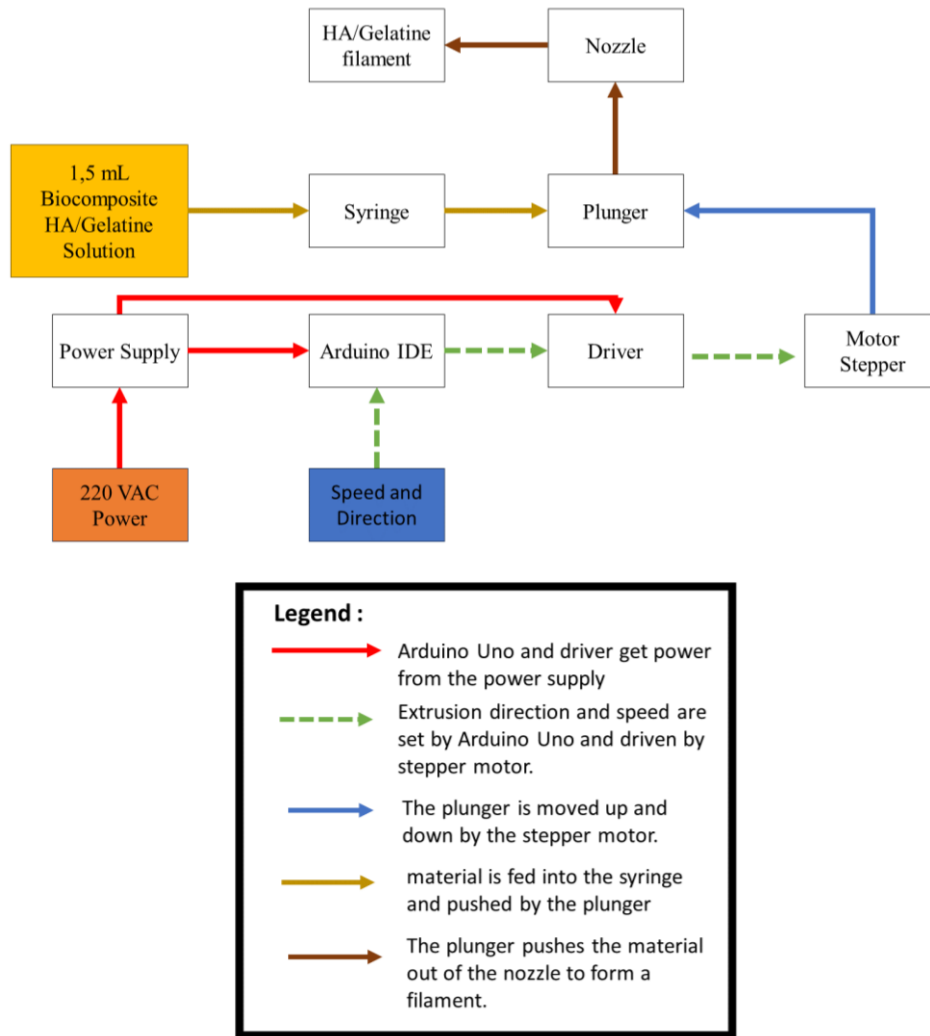 HA/Gelatine
filament
Nozzle
1,5 mL
Biocomposite
HA/Gelatine
Solution
Syringe
Plunger
Power Supply
Arduino IDE
Driver
Motor
Stepper
220 VAC
Power
Speed and
Direction
Legend :
Arduino Uno and driver get power
from the power supply
Extrusion direction and speed are
set by Arduino Uno and driven by
stepper motor.
The plunger is moved up and
down by the stepper motor.
material is fed into the syringe
and pushed by the plunger
The plunger pushes the material
out of the nozzle to form a
filament.